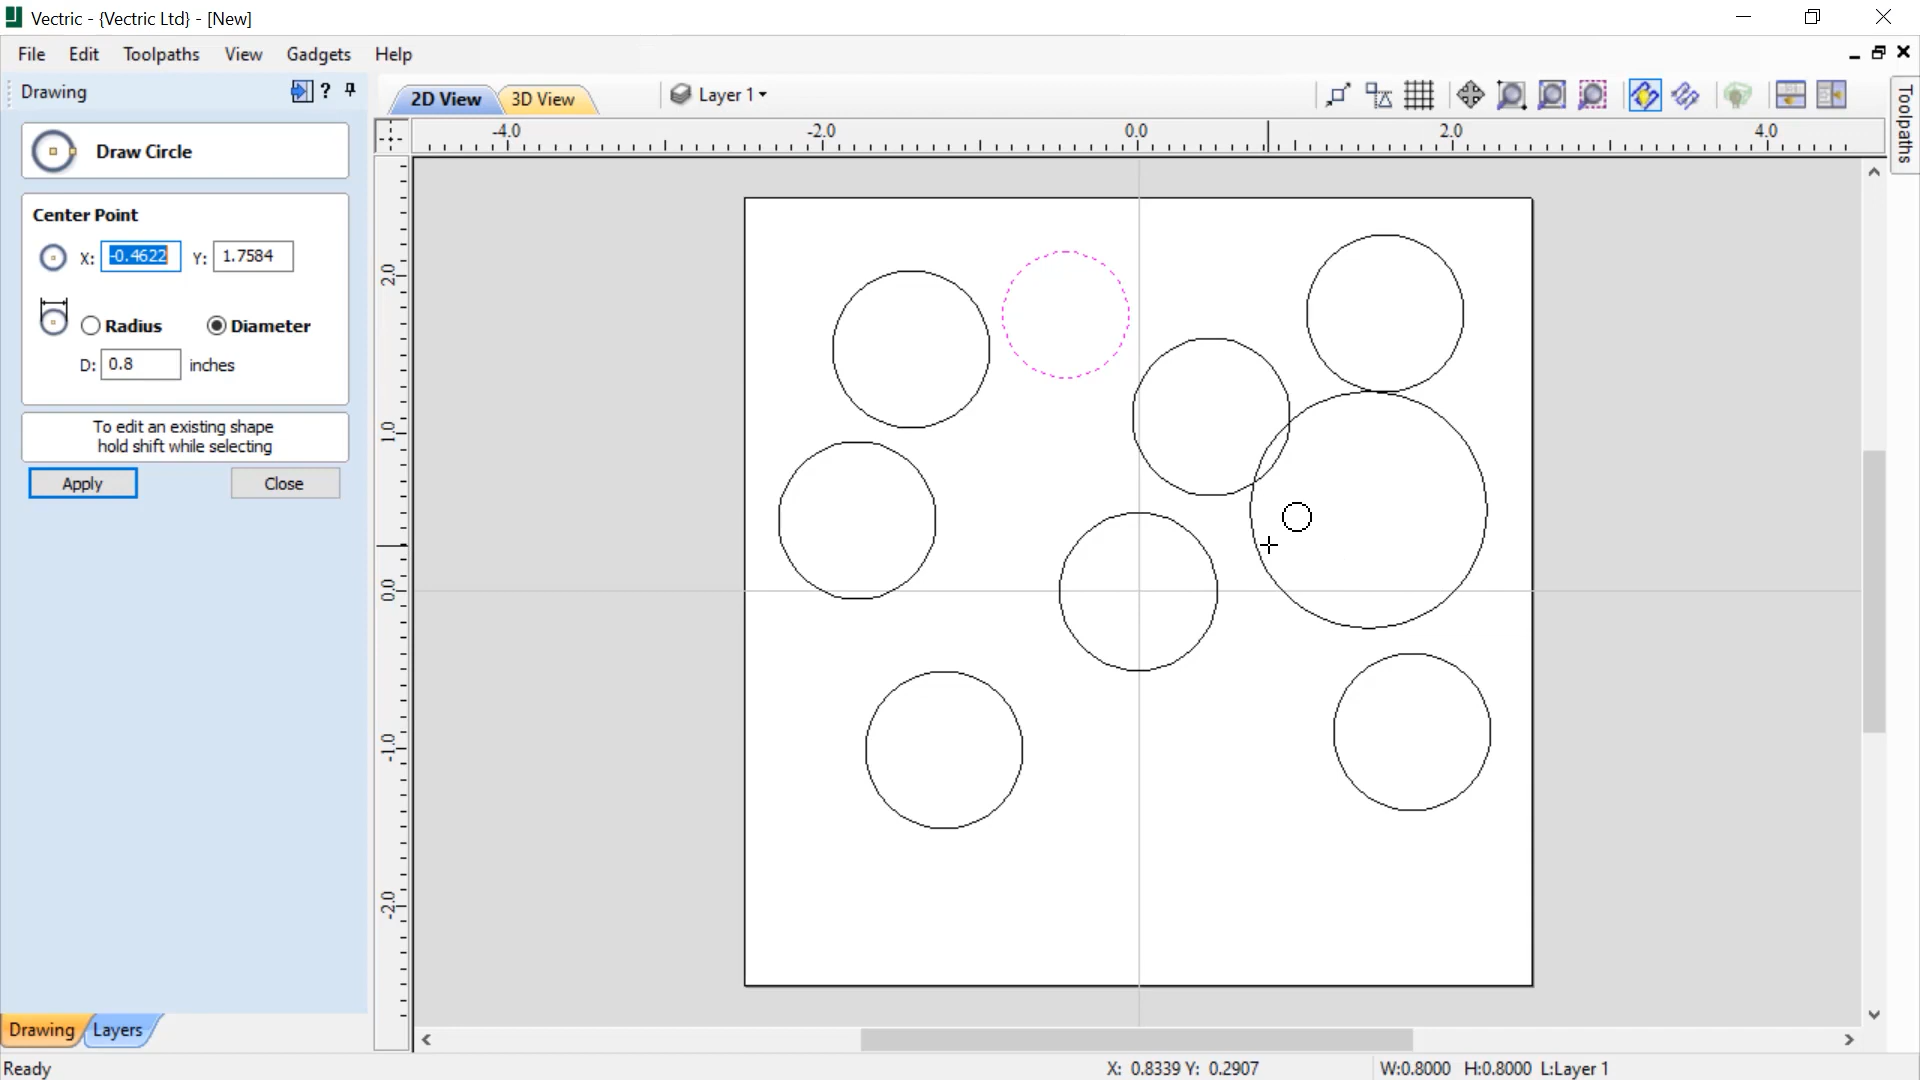 Vectric - {Vectric Ltd} - [New]
File Edit Toolpaths View Gadgets Help
Drawing
2D View 3D View Layer 1
Toolpaths
-4.0 -2.0 0.0 2.0 4.0
Draw Circle
Center Point
X: -0.4622 Y: 1.7584
Radius Diameter
D: 0.8 inches
To edit an existing shape
hold shift while selecting
Apply Close
2.0
1.0
0.0
-1.0
-2.0
Drawing Layers
Ready X: 0.8339 Y: 0.2907 W:0.8000 H:0.8000 L:Layer 1